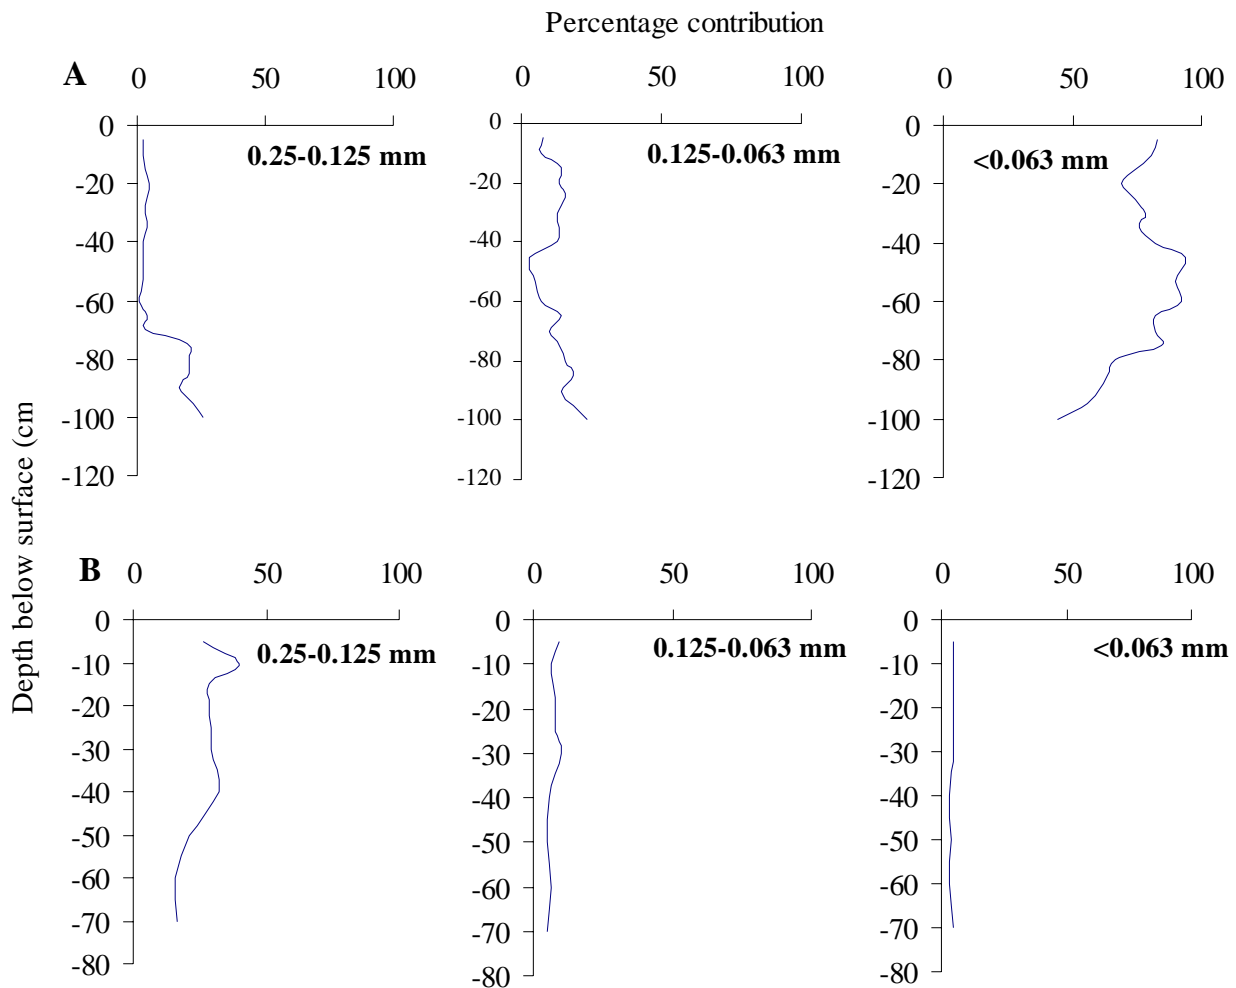 Percentage contribution
A 0 50 100 0 50 100 0 50 100
0 0 0
0.25-0.125 mm 0.125-0.063 mm <0.063 mm
-20 -20 -20
-40 -40 -40
-60 -60 -60
-80 -80 -80
-100 -100 -100
-120 -120 -120
Depth below surface (cm
B 0 50 100 0 50 100 0 50 100
0 0 0
0.25-0.125 mm 0.125-0.063 mm <0.063 mm
-10 -10 -10
-20 -20 -20
-30 -30 -30
-40 -40 -40
-50 -50 -50
-60 -60 -60
-70 -70 -70
-80 -80 -80